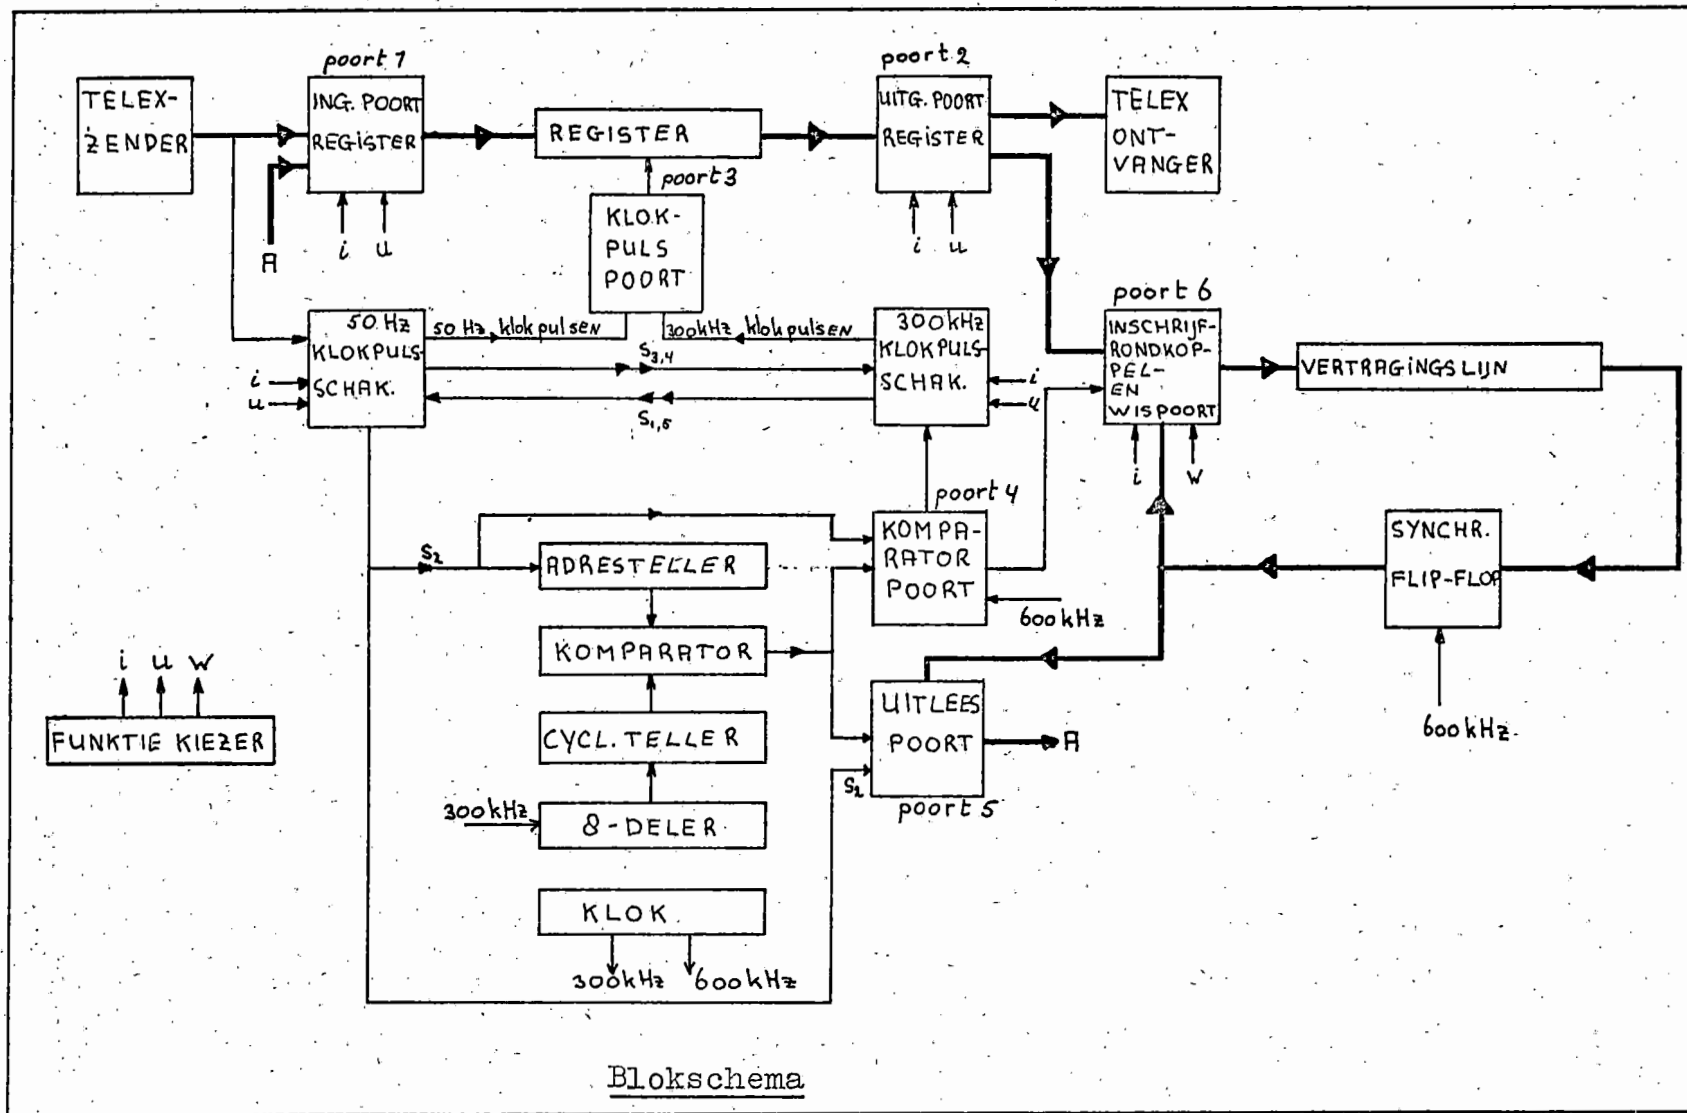 poort 1
poort 2
TELEX-
ZENDER
ING. POORT
REGISTER
REGISTER
UITG. POORT
REGISTER
TELEX
ONT-
VANGER
poort 3
A
i
u
KLOK-
PULS
POORT
i
u
poort 6
50 Hz
KLOKPULS-
SCHAK.
50 Hz klokpulsen
300kHz klokpulsen
300kHz
KLOKPULS-
SCHAK.
INSCHRIJF-
RONDKOP-
PEL-
EN
WISPOORT
VERTRAGINGSLIJN
i
u
S3,4
S1,5
i
u
i
w
poort 4
S2
ADRESTELLER
KOMPA-
RATOR
POORT
600kHz
SYNCHR.
FLIP-FLOP
600kHz
KOMPARATOR
i u w
FUNKTIE KIEZER
CYCL. TELLER
UITLEES
POORT
A
S2
poort 5
300kHz
8-DELER
KLOK
300kHz
600kHz
Blokschema